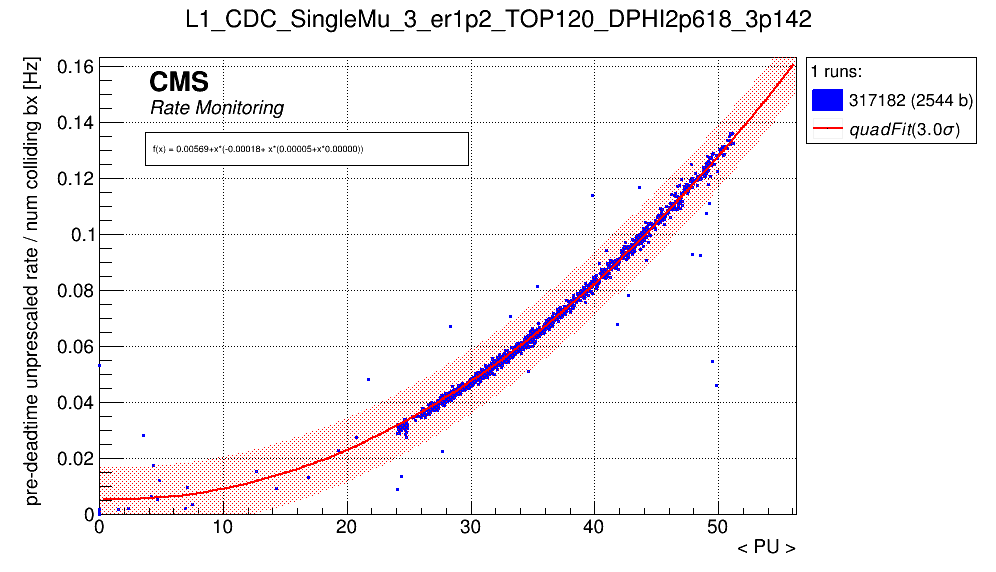 L1_CDC_SingleMu_3_er1p2_TOP120_DPHI2p618_3p142
pre-deadtime unprescaled rate / num colliding bx [Hz]
0.16
0.14
0.12
0.1
0.08
0.06
0.04
0.02
0
CMS
Rate Monitoring
f(x) = 0.00569+x*(-0.00018+ x*(0.00005+x*0.00000))
1 runs:
317182 (2544 b)
quadFit(3.0σ)
0 10 20 30 40 50
< PU >